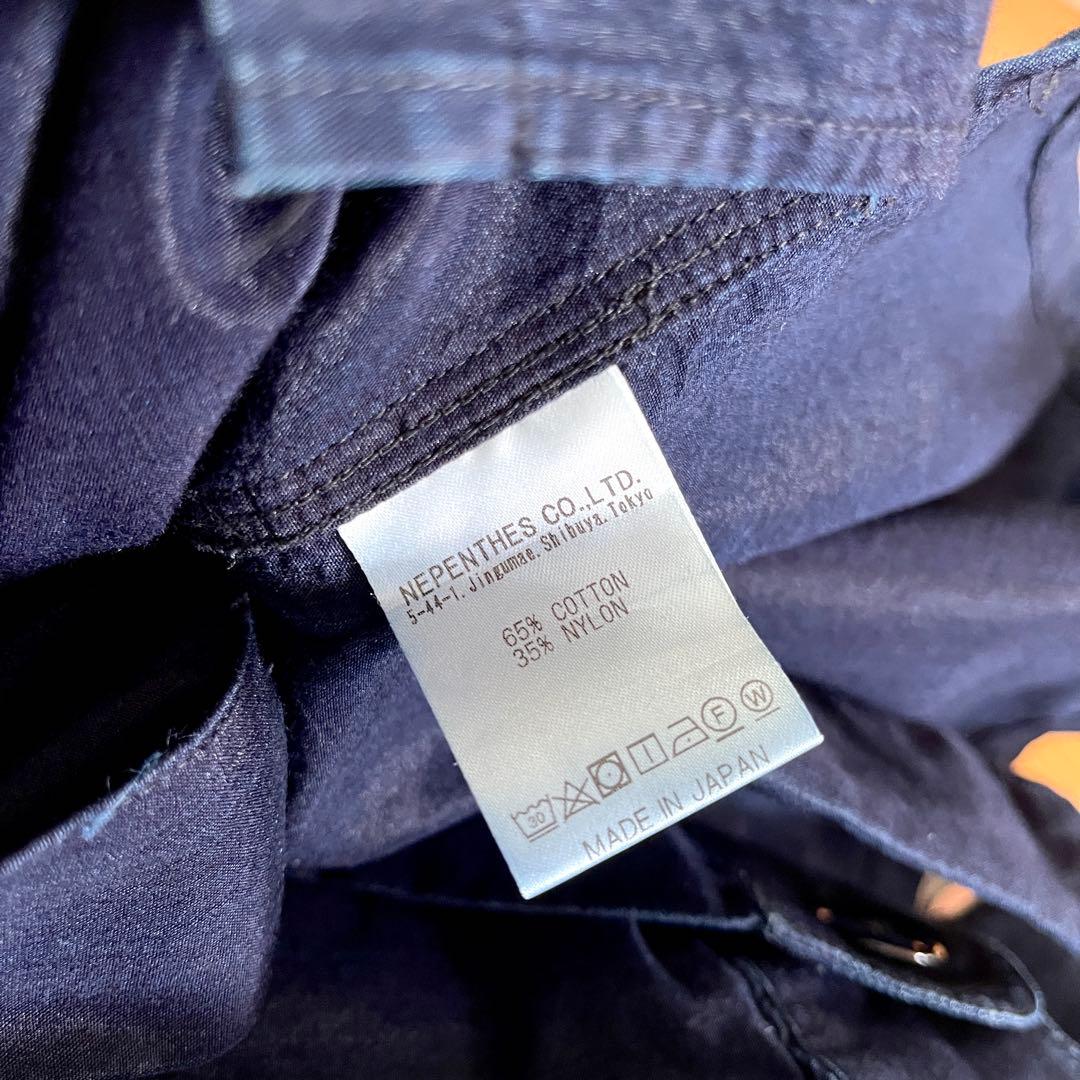 NEPENTHES CO.,LTD.
5-44-1, Jingumae, Shibuya, Tokyo
65% COTTON
35% NYLON
30 F W
MADE IN JAPAN